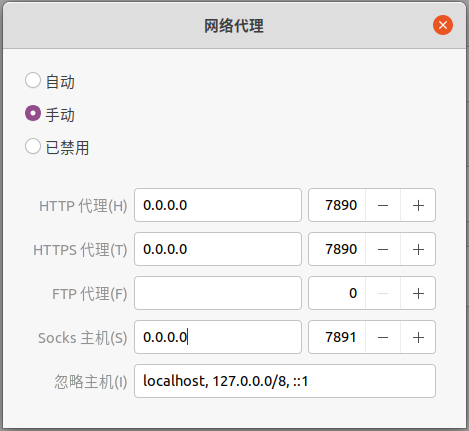 网络代理
自动
手动
已禁用
HTTP 代理(H) 0.0.0.0 7890
HTTPS 代理(T) 0.0.0.0 7890
FTP 代理(F) 0
Socks 主机(S) 0.0.0.0 7891
忽略主机(I) localhost, 127.0.0.0/8, ::1